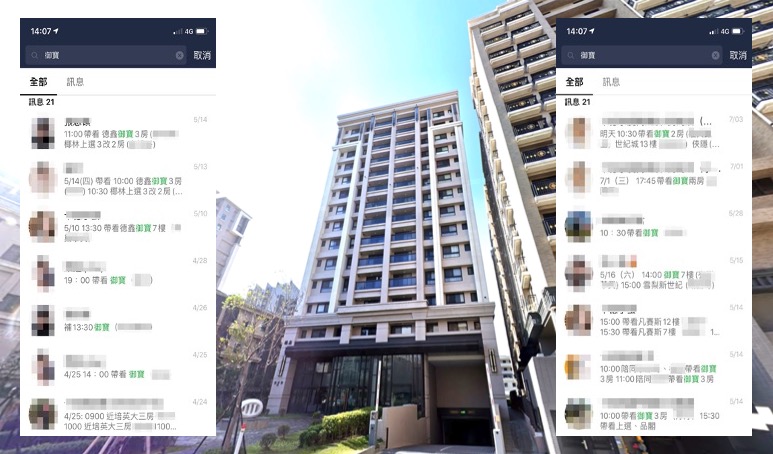 14:07
4G
御寶
取消
全部 訊息
訊息 21
5/14
11:00帶看 德鑫御寶3房(
椰林上選3改2房(
5/13
5/14(四) 帶看 10:00 德鑫御寶3房
10:30 椰林上選3改2房(...
5/10
5/10 13:30 帶看德鑫御寶7樓
4/28
19：00 帶看 御寶
4/26
補13:30御寶
4/25
4/25 14：00 帶看 御寶
4/24
4/25: 0900 近培英大三房
1000 近培英大三房 (100...
14:07
4G
御寶
取消
全部 訊息
訊息 21
(...
7/03
明天10:30帶看御寶2房(
世紀城13樓 ) 俠隱(...
7/01
7/1 (三) 17:45帶看御寶兩房
5/28
10：30帶看御寶
5/15
5/16 (六) 14:00 御寶7樓(
15:00 雪梨新世紀 (
5/14
15:00 帶看凡賽斯12樓
15:30 帶看凡賽斯7樓 1...
5/14
10:00陪同 、 帶看御寶
3房 11:00陪同 帶看御寶3房
5/14
10:00帶看御寶3房 15:30
帶看上選、品閣